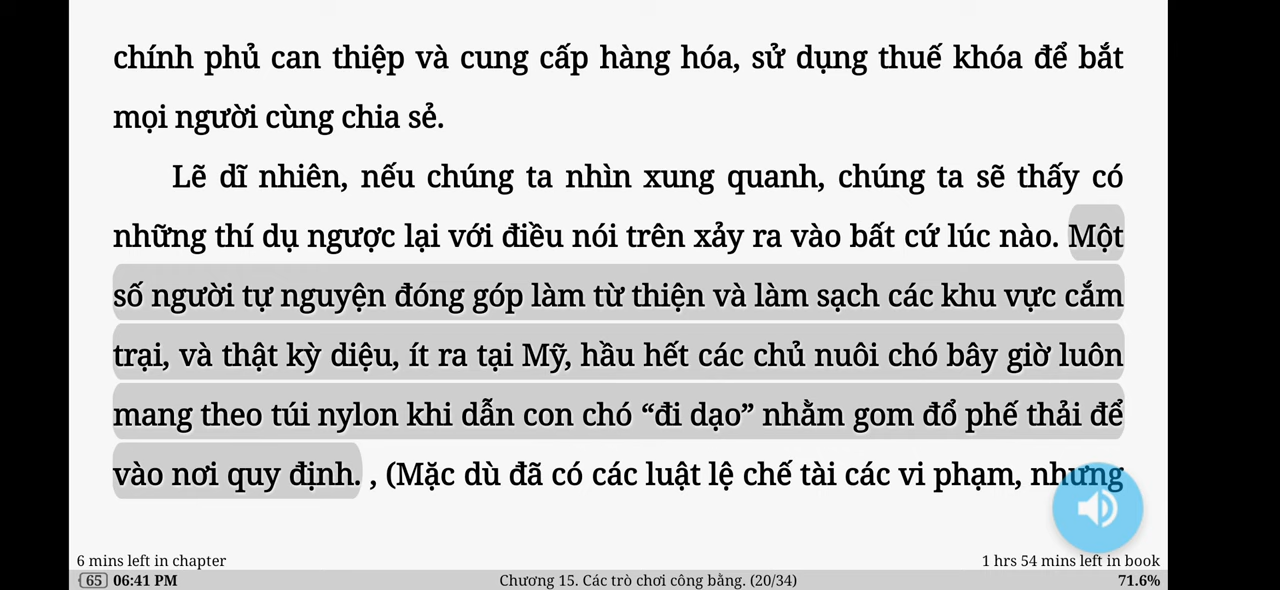 chính phủ can thiệp và cung cấp hàng hóa, sử dụng thuế khóa để bắt
mọi người cùng chia sẻ.
Lẽ dĩ nhiên, nếu chúng ta nhìn xung quanh, chúng ta sẽ thấy có
những thí dụ ngược lại với điều nói trên xảy ra vào bất cứ lúc nào. Một
số người tự nguyện đóng góp làm từ thiện và làm sạch các khu vực cắm
trại, và thật kỳ diệu, ít ra tại Mỹ, hầu hết các chủ nuôi chó bây giờ luôn
mang theo túi nylon khi dẫn con chó “đi dạo” nhằm gom đổ phế thải để
vào nơi quy định. , (Mặc dù đã có các luật lệ chế tài các vi phạm, nhưng
6 mins left in chapter 1 hrs 54 mins left in book
65 06:41 PM Chương 15. Các trò chơi công bằng. (20/34) 71.6%